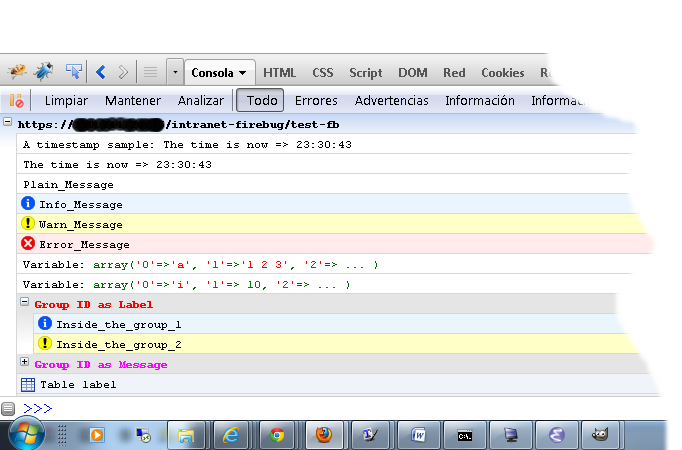 Consola HTML CSS Script DOM Red Cookies
Limpiar Mantener Analizar Todo Errores Advertencias Información
https:// /intranet-firebug/test-fb
A timestamp sample: The time is now => 23:30:43
The time is now => 23:30:43
Plain_Message
Info_Message
Warn_Message
Error_Message
Variable: array('0'=>'a', '1'=>'1 2 3', '2'=> ... )
Variable: array('0'=>'i', '1'=> 10, '2'=> ... )
Group ID as Label
Inside_the_group_1
Inside_the_group_2
Group ID as Message
Table label
>>>